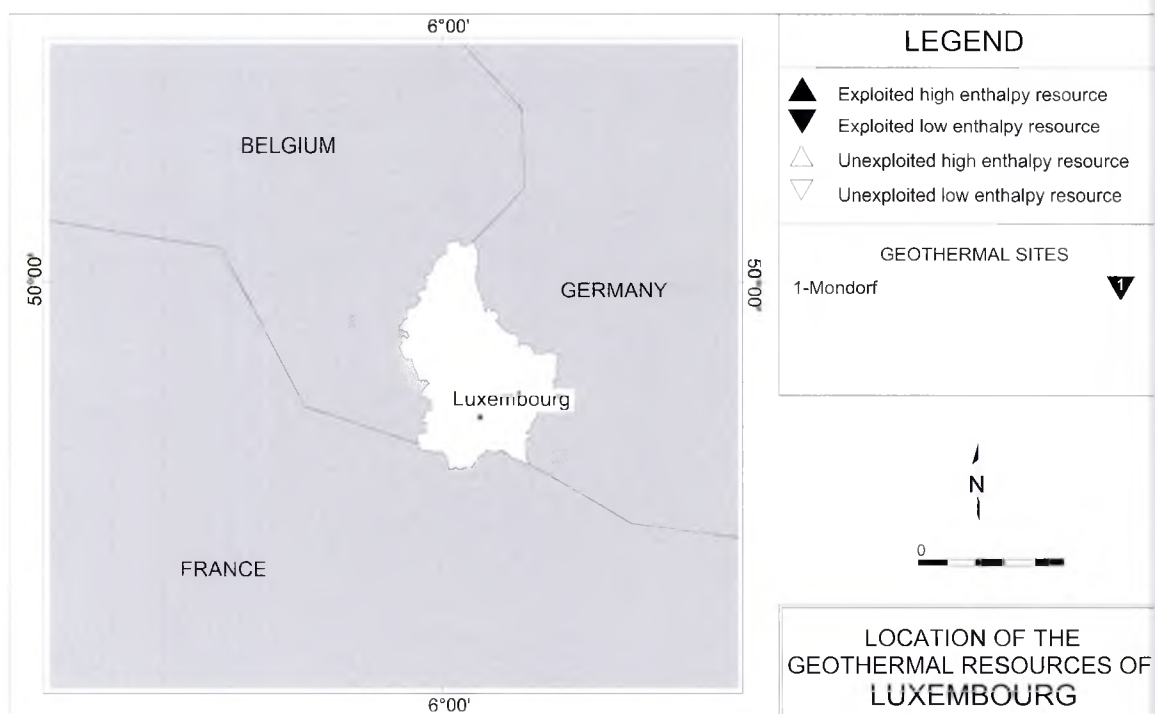 6°00'
BELGIUM
50°00'
GERMANY
50°00'
Luxembourg
FRANCE
6°00'
LEGEND
Exploited high enthalpy resource
Exploited low enthalpy resource
Unexploited high enthalpy resource
Unexploited low enthalpy resource
GEOTHERMAL SITES
1-Mondorf
1
N
0
LOCATION OF THE
GEOTHERMAL RESOURCES OF
LUXEMBOURG